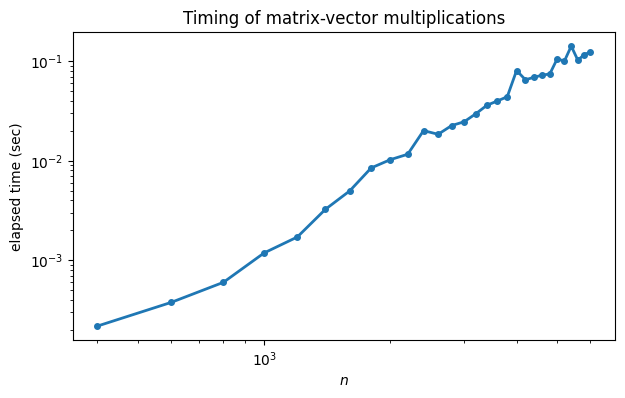 Timing of matrix-vector multiplications
elapsed time (sec)
10⁻¹
10⁻²
10⁻³
10³
n